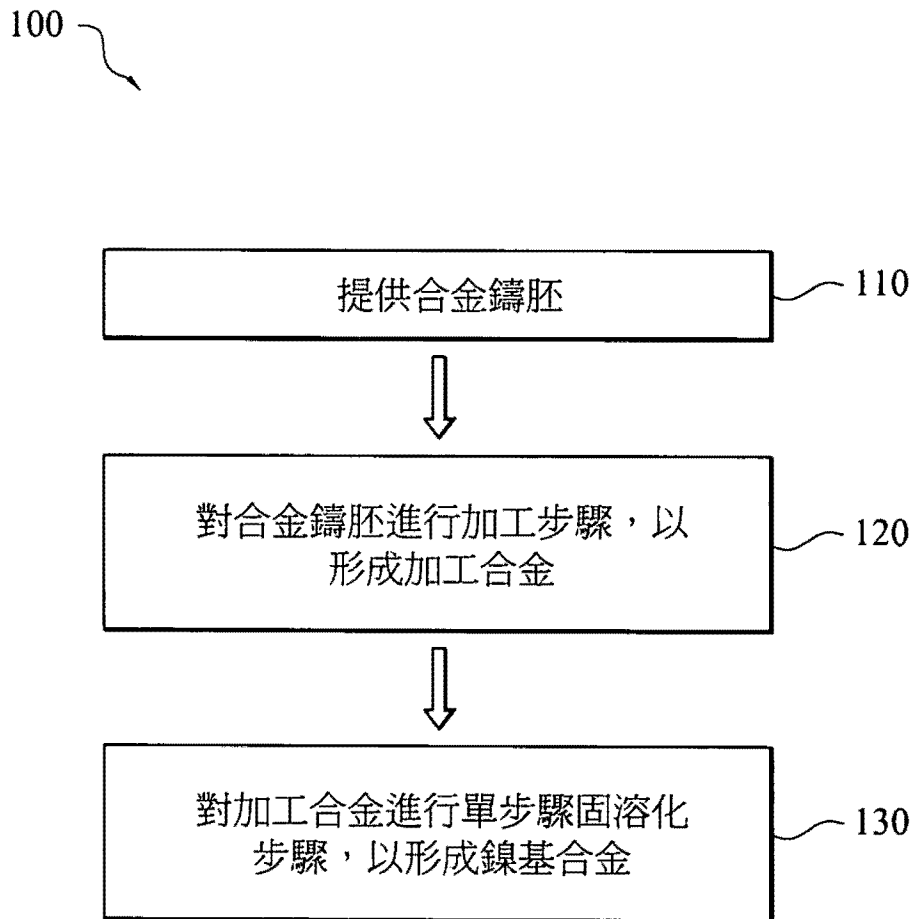 100
提供合金鑄胚
110
對合金鑄胚進行加工步驟，以
形成加工合金
120
對加工合金進行單步驟固溶化
步驟，以形成鎳基合金
130